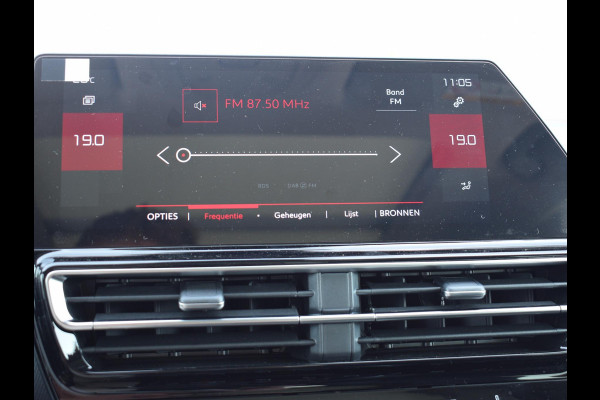 11:05
FM 87.50 MHz
Band
FM
19.0
19.0
OPTIES | Frequentie • Geheugen | Lijst | BRONNEN